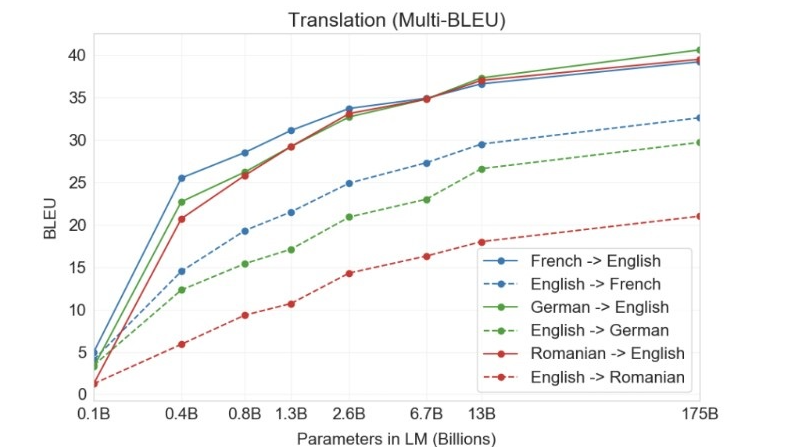 Translation (Multi-BLEU)
40
35
30
25
20
15
10
5
0
BLEU
French -> English
English -> French
German -> English
English -> German
Romanian -> English
English -> Romanian
0.1B 0.4B 0.8B 1.3B 2.6B 6.7B 13B 175B
Parameters in LM (Billions)